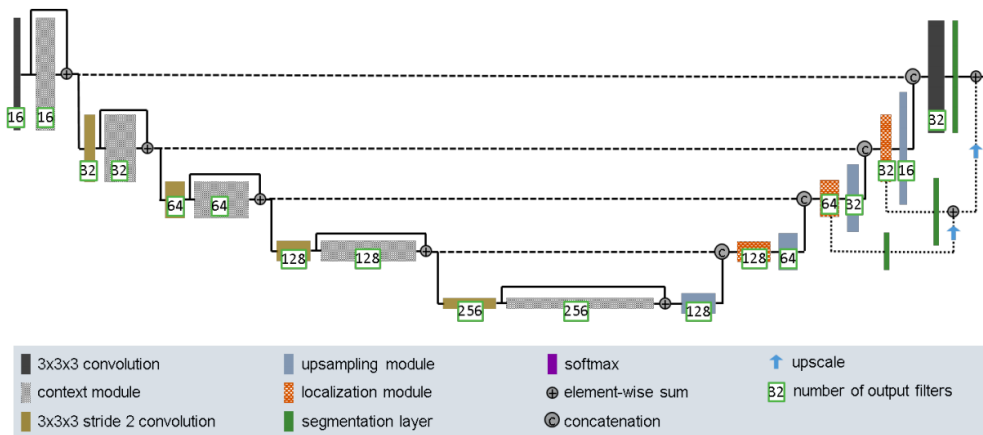 16
16
32
32
64
64
128
128
256
256
128
128
64
64
32
32
16
32
C
C
C
C
3x3x3 convolution
context module
3x3x3 stride 2 convolution
upsampling module
localization module
segmentation layer
softmax
element-wise sum
C concatenation
upscale
32 number of output filters